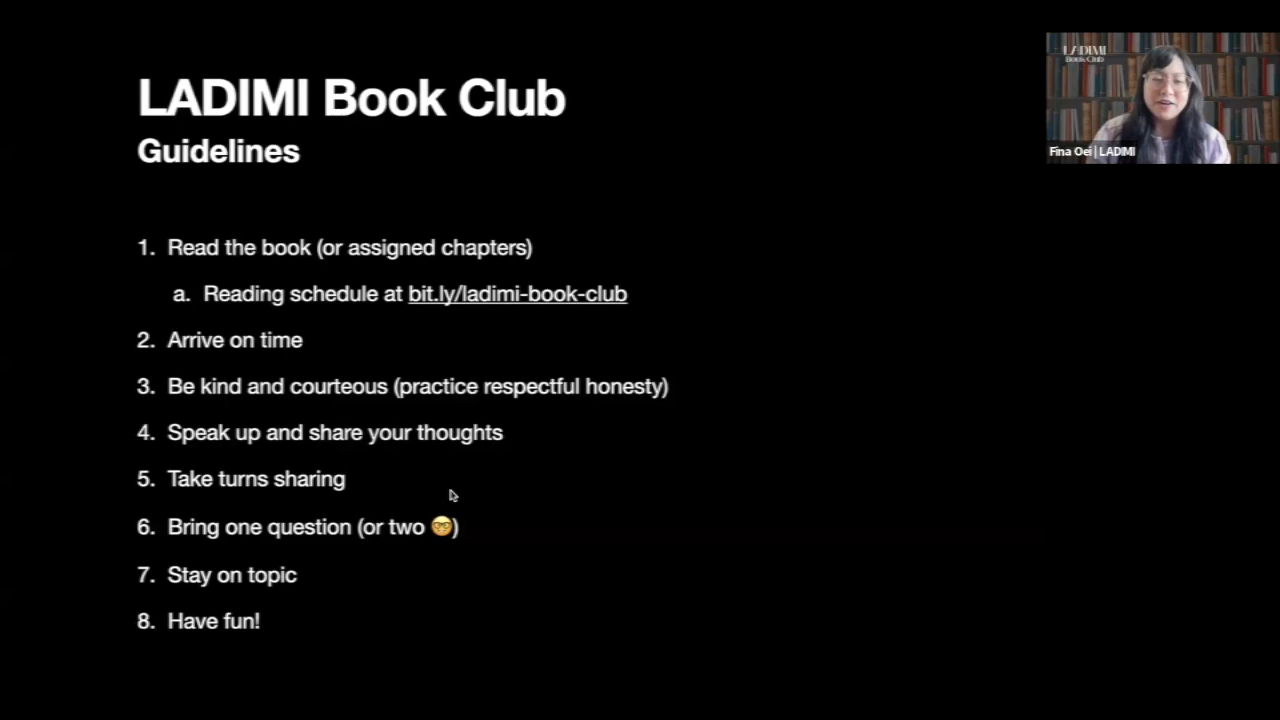 LADIMI Book Club
Guidelines
1. Read the book (or assigned chapters)
a. Reading schedule at bit.ly/ladimi-book-club
2. Arrive on time
3. Be kind and courteous (practice respectful honesty)
4. Speak up and share your thoughts
5. Take turns sharing
6. Bring one question (or two 🤓)
7. Stay on topic
8. Have fun!
LADIMI
Book Club
Fina Oei | LADIMI